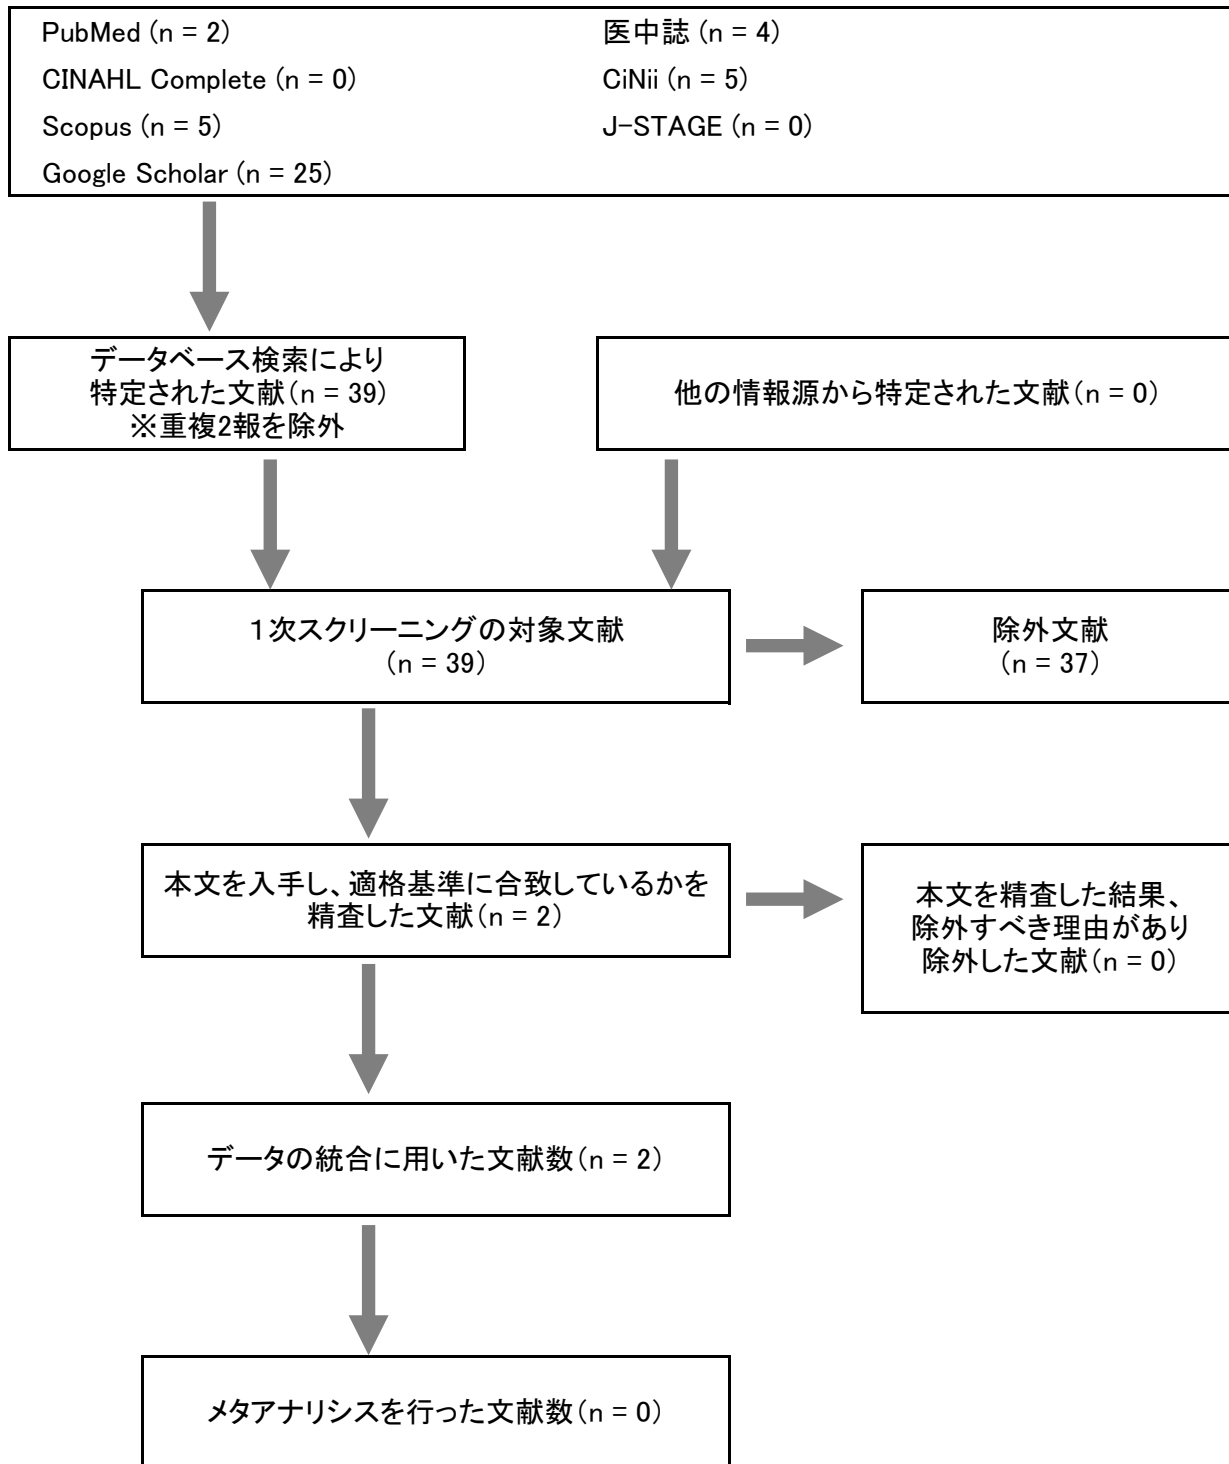 PubMed (n = 2)
医中誌 (n = 4)
CINAHL Complete (n = 0)
CiNii (n = 5)
Scopus (n = 5)
J-STAGE (n = 0)
Google Scholar (n = 25)
データベース検索により
特定された文献(n = 39)
※重複2報を除外
他の情報源から特定された文献(n = 0)
１次スクリーニングの対象文献
(n = 39)
除外文献
(n = 37)
本文を入手し、適格基準に合致しているかを
精査した文献(n = 2)
本文を精査した結果、
除外すべき理由があり
除外した文献(n = 0)
データの統合に用いた文献数(n = 2)
メタアナリシスを行った文献数(n = 0)